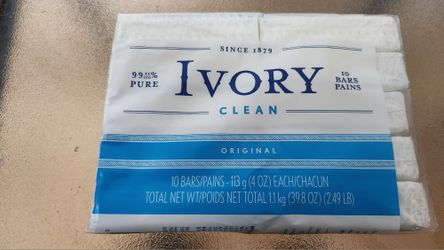 SINCE 1879
99 44/100 %
PURE
IVORY
10
BARS
PAINS
CLEAN
ORIGINAL
10 BARS/PAINS - 113 g (4 OZ) EACH/CHACUN
TOTAL NET WT/POIDS NET TOTAL 1.1 kg (39.8 OZ) (2.49 LB)